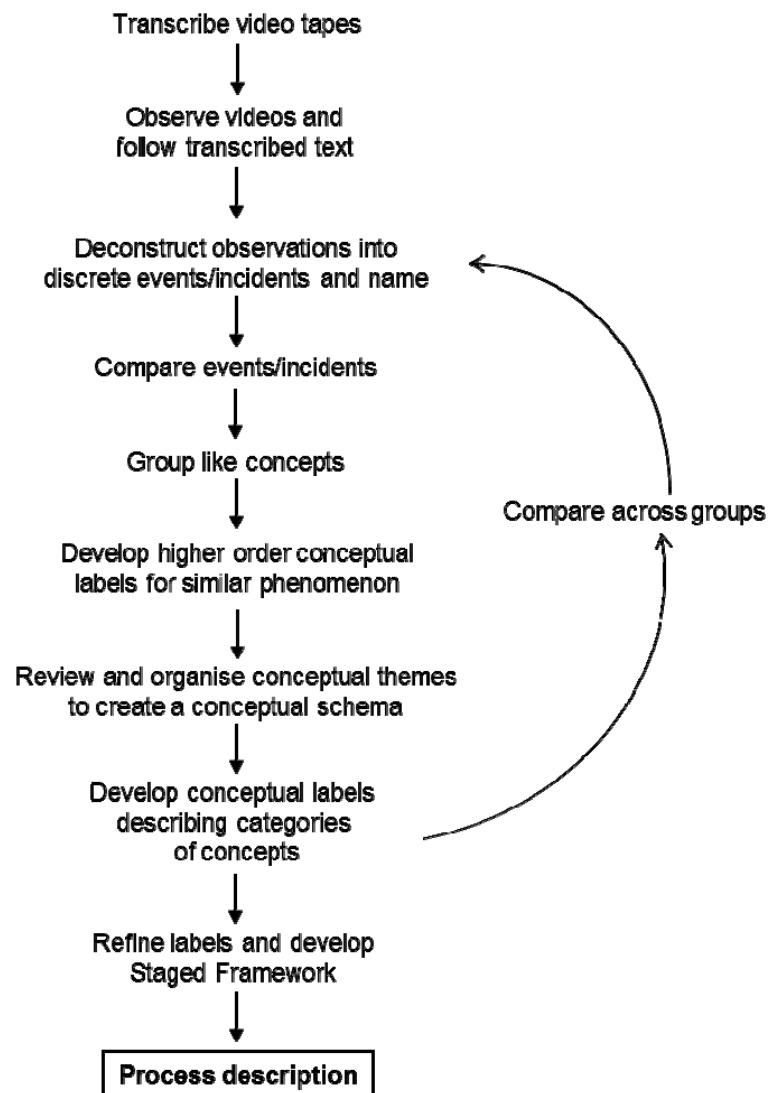 Transcribe video tapes
Observe videos and
follow transcribed text
Deconstruct observations into
discrete events/incidents and name
Compare events/incidents
Group like concepts
Compare across groups
Develop higher order conceptual
labels for similar phenomenon
Review and organise conceptual themes
to create a conceptual schema
Develop conceptual labels
describing categories
of concepts
Refine labels and develop
Staged Framework
Process description